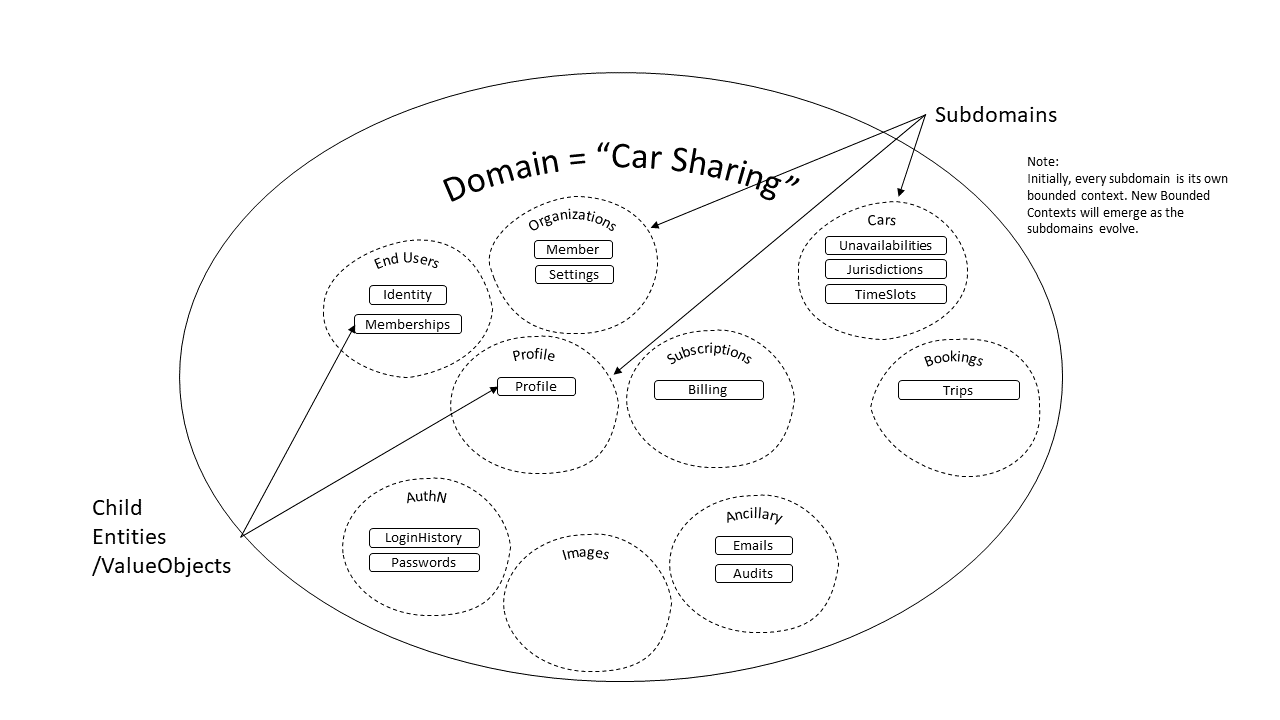 Subdomains
Domain = “Car Sharing”
Note:
Initially, every subdomain is its own
bounded context. New Bounded
Contexts will emerge as the
subdomains evolve.
Organizations
Member
Settings
Cars
Unavailabilities
Jurisdictions
TimeSlots
End Users
Identity
Memberships
Profile
Profile
Subscriptions
Billing
Bookings
Trips
Child
Entities
/ValueObjects
AuthN
LoginHistory
Passwords
Images
Ancillary
Emails
Audits